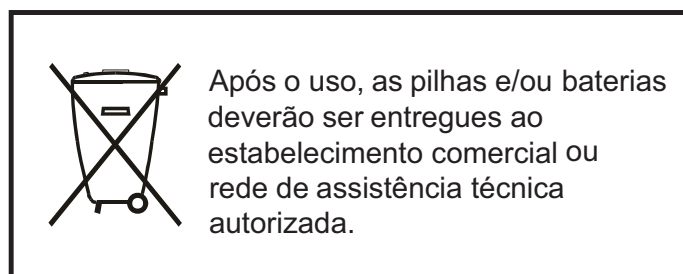 Após o uso, as pilhas e/ou baterias
deverão ser entregues ao
estabelecimento comercial ou
rede de assistência técnica
autorizada.